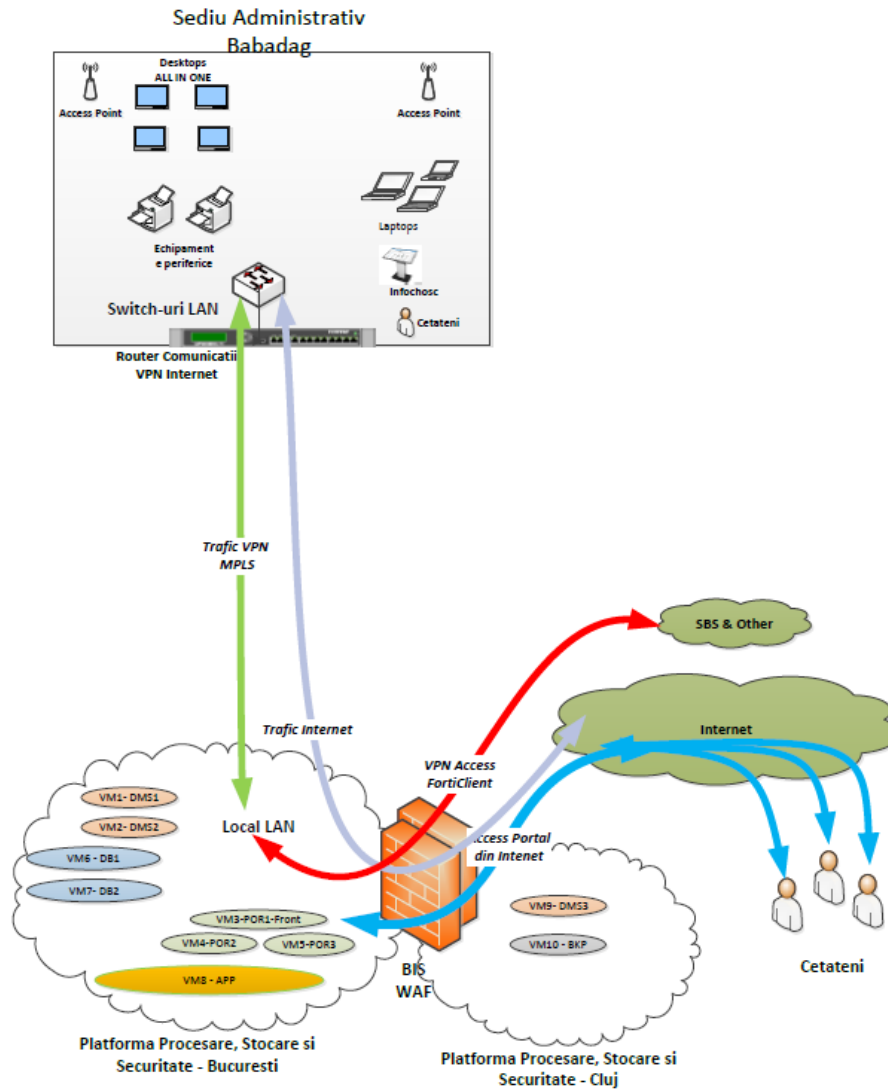 Sediu Administrativ
Babadag
Desktops
ALL IN ONE
Access Point
Access Point
Laptops
Echipament
e periferice
Infochosc
Switch-uri LAN
Cetateni
Router Comunicatii
VPN Internet
Trafic VPN
MPLS
SBS & Other
Trafic Internet
Internet
VPN Access
FortiClient
VM1- DMS1
VM2- DMS2
Local LAN
ccess Portal
din Intenet
VM6 - DB1
VM7- DB2
VM9- DMS3
VM3-POR1-Front
VM4-POR2
VM5-POR3
VM10 - BKP
VM8 - APP
BIS
WAF
Cetateni
Platforma Procesare, Stocare si
Securitate - Bucuresti
Platforma Procesare, Stocare si
Securitate - Cluj